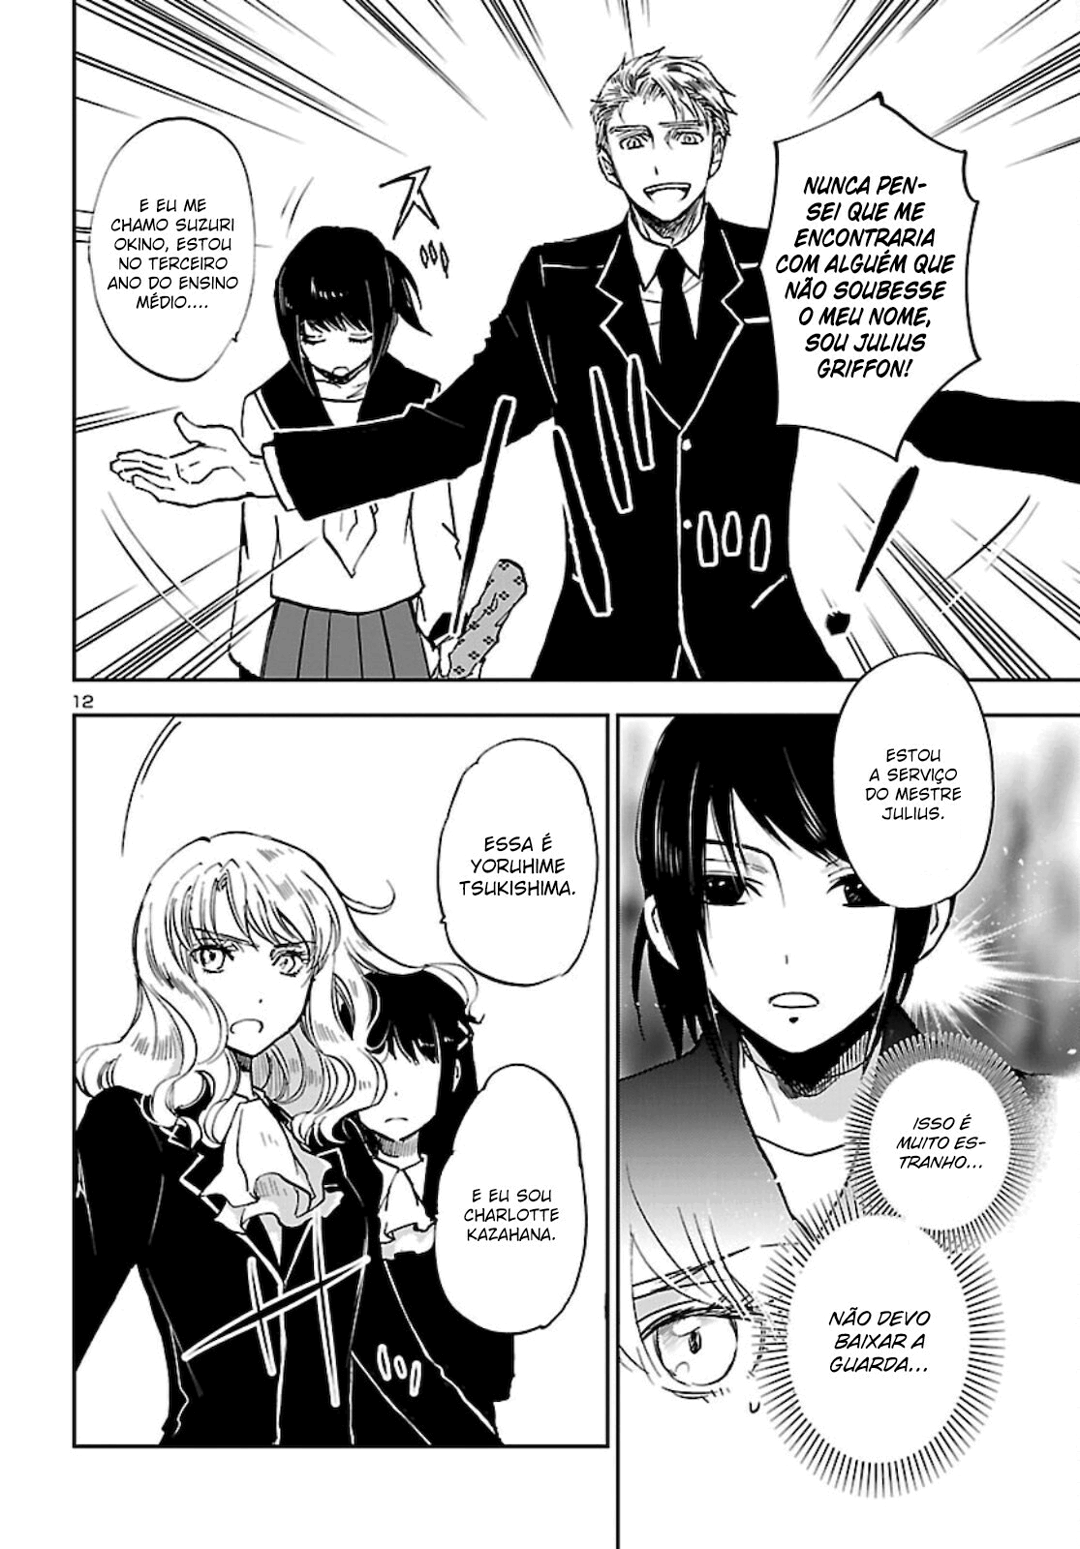 NUNCA PEN-
SEI QUE ME
ENCONTRARIA
COM ALGUÉM QUE
NÃO SOUBESSE
O MEU NOME,
SOU JULIUS
GRIFFON!
E EU ME
CHAMO SUZURI
OKINO, ESTOU
NO TERCEIRO
ANO DO ENSINO
MÉDIO....
12
ESTOU
A SERVIÇO
DO MESTRE
JULIUS.
ISSO É
MUITO ES-
TRANHO...
NÃO DEVO
BAIXAR A
GUARDA...
ESSA É
YORUHIME
TSUKISHIMA.
E EU SOU
CHARLOTTE
KAZAHANA.